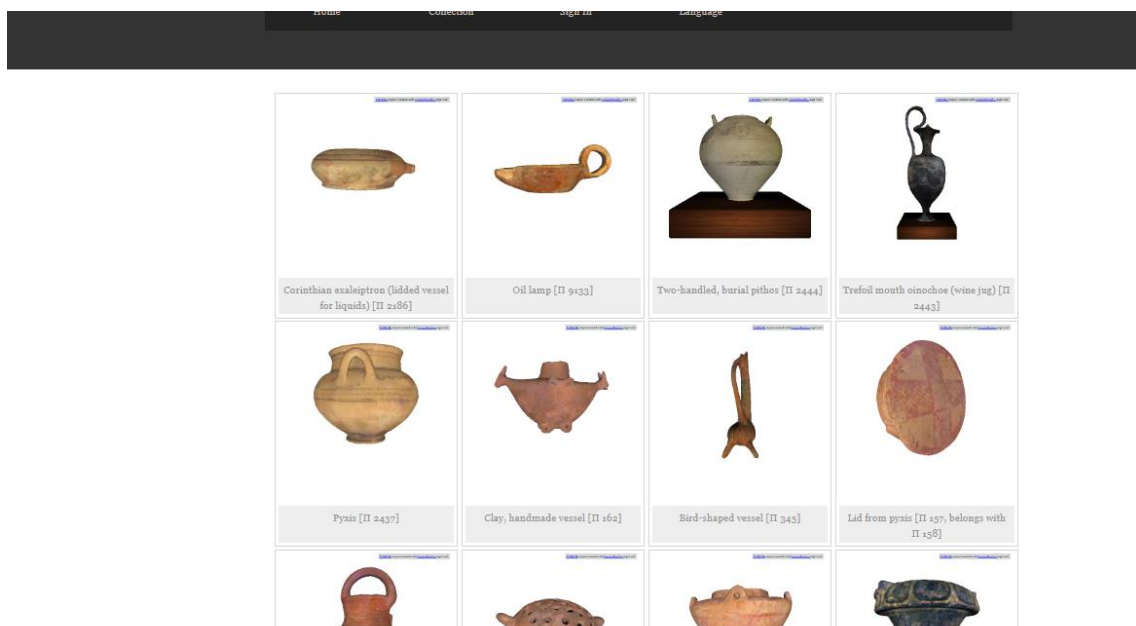 Home Collection Sign In Language
Corinthian exaleiptron (lidded vessel
for liquids) [Π 2186]
Oil lamp [Π 9133]
Two-handled, burial pithos [Π 2444]
Trefoil mouth oinochoe (wine jug) [Π
2443]
Pyxis [Π 2437]
Clay, handmade vessel [Π 162]
Bird-shaped vessel [Π 345]
Lid from pyxis [Π 157, belongs with
Π 158]